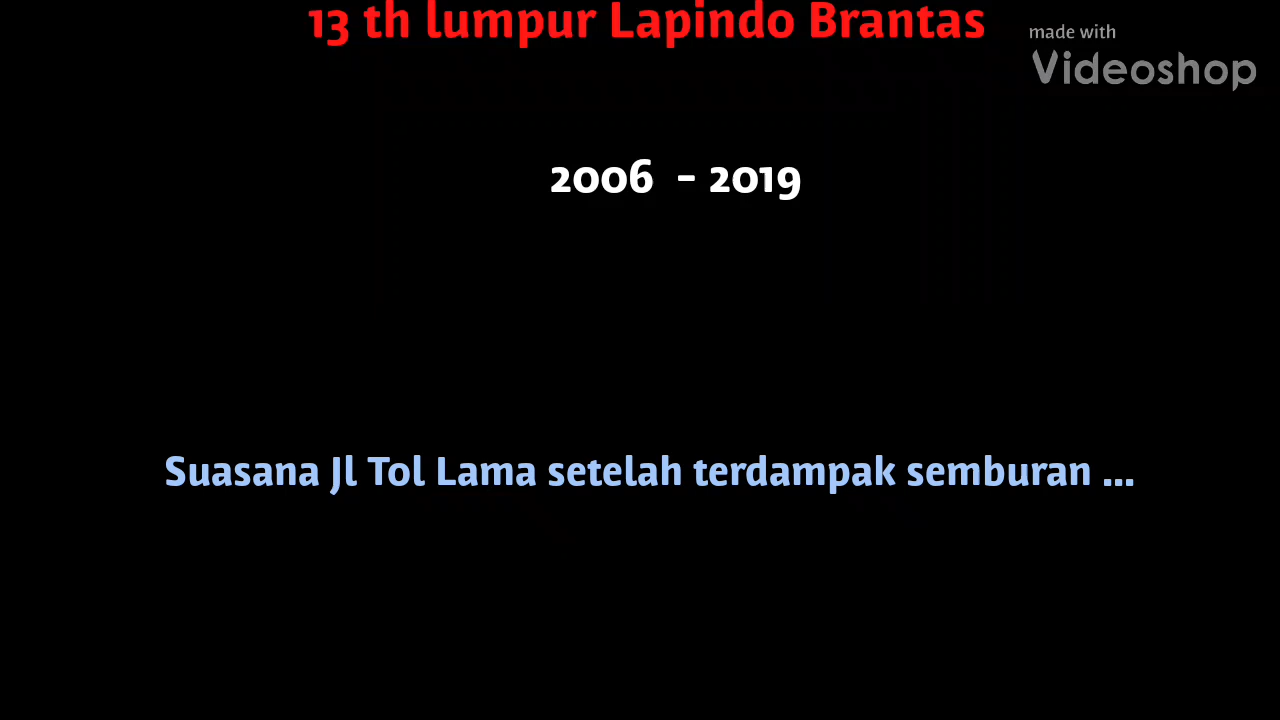 13 th lumpur Lapindo Brantas
made with
Videoshop
2006 - 2019
Suasana Jl Tol Lama setelah terdampak semburan ...